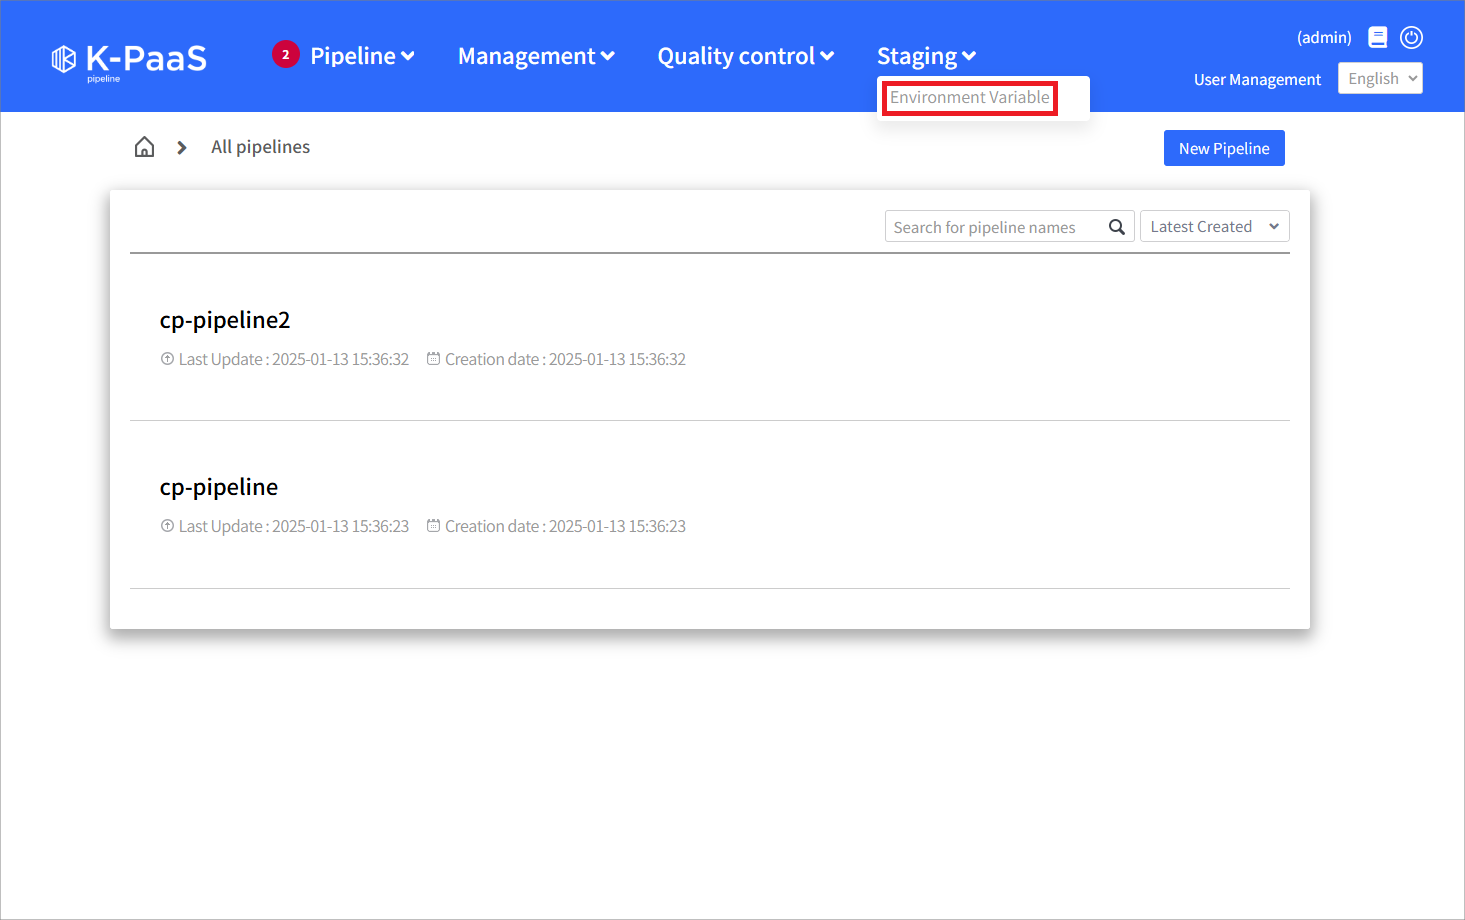 (admin)
K-PaaS
pipeline
2 Pipeline Management Quality control Staging
User Management English
Environment Variable
All pipelines
New Pipeline
Search for pipeline names Latest Created
cp-pipeline2
Last Update : 2025-01-13 15:36:32 Creation date : 2025-01-13 15:36:32
cp-pipeline
Last Update : 2025-01-13 15:36:23 Creation date : 2025-01-13 15:36:23